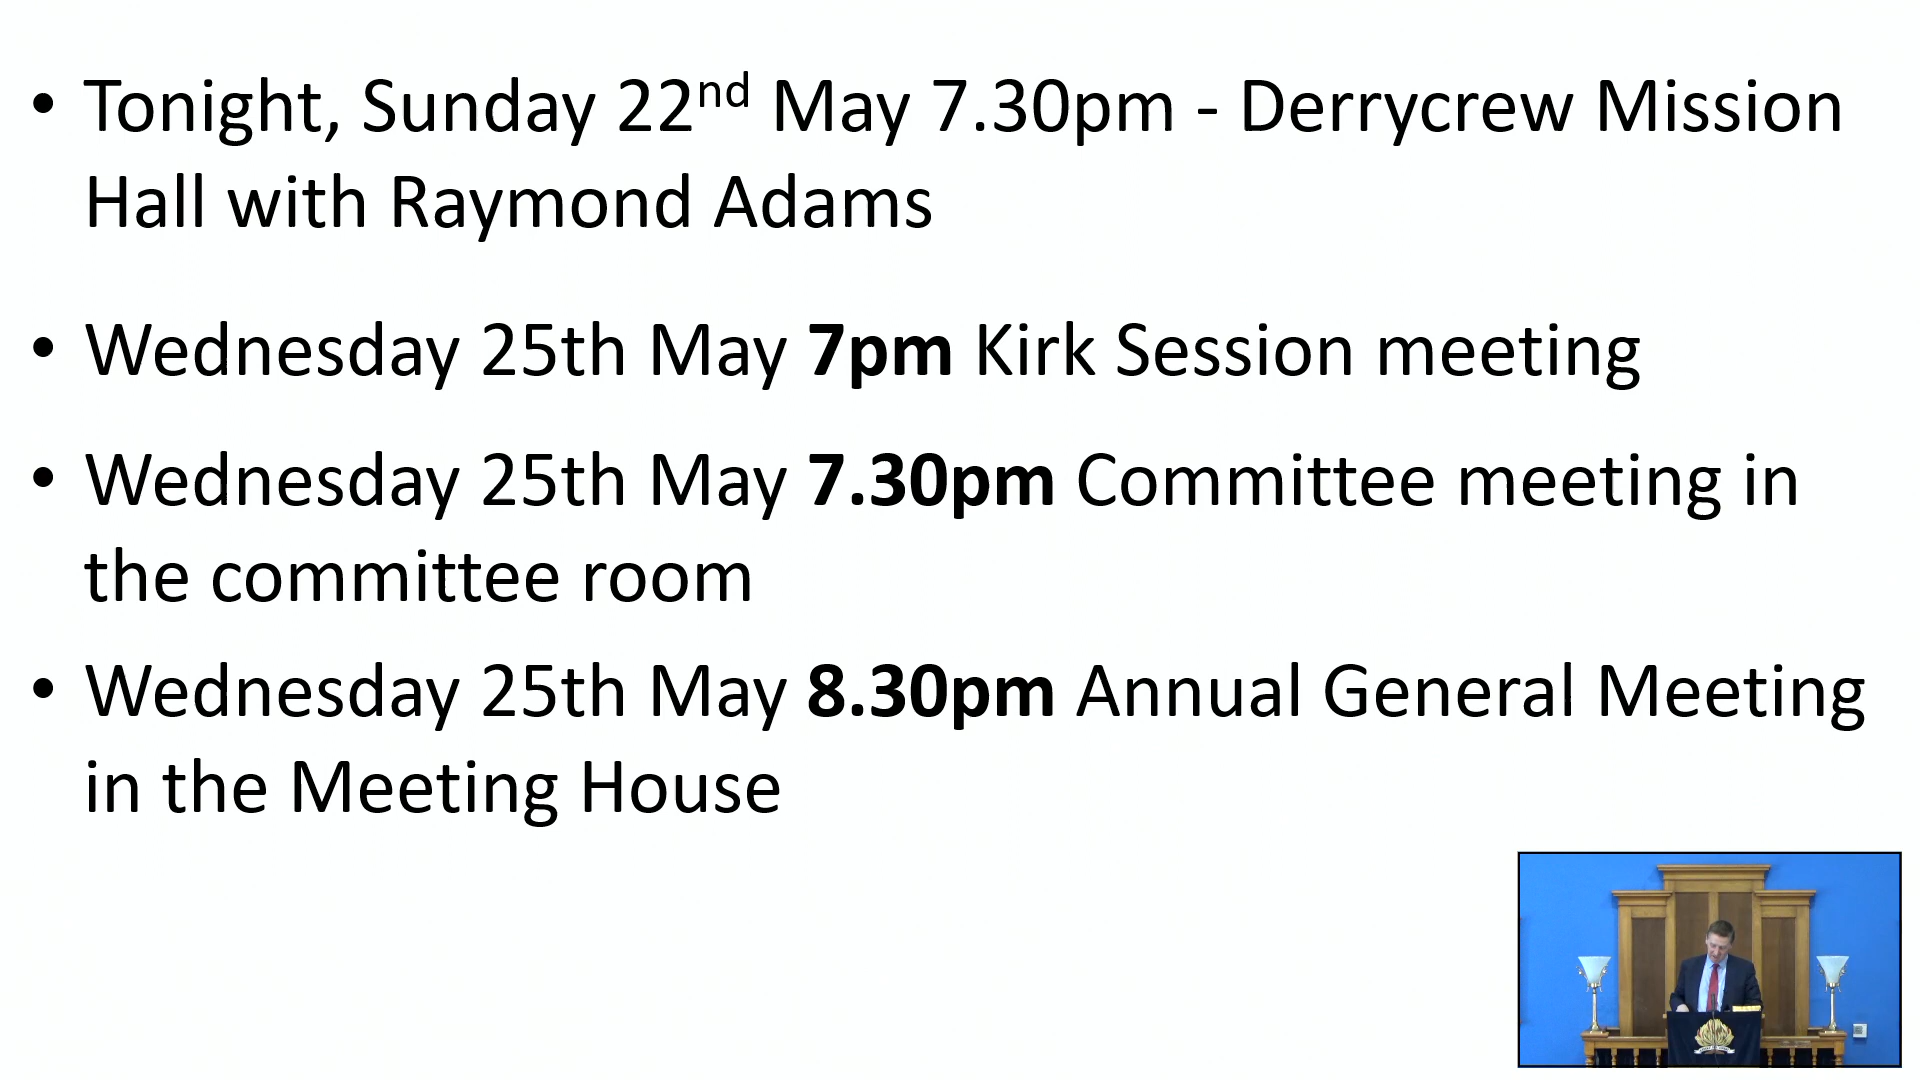 • Tonight, Sunday 22nd May 7.30pm - Derrycrew Mission
Hall with Raymond Adams
• Wednesday 25th May 7pm Kirk Session meeting
• Wednesday 25th May 7.30pm Committee meeting in
the committee room
• Wednesday 25th May 8.30pm Annual General Meeting
in the Meeting House